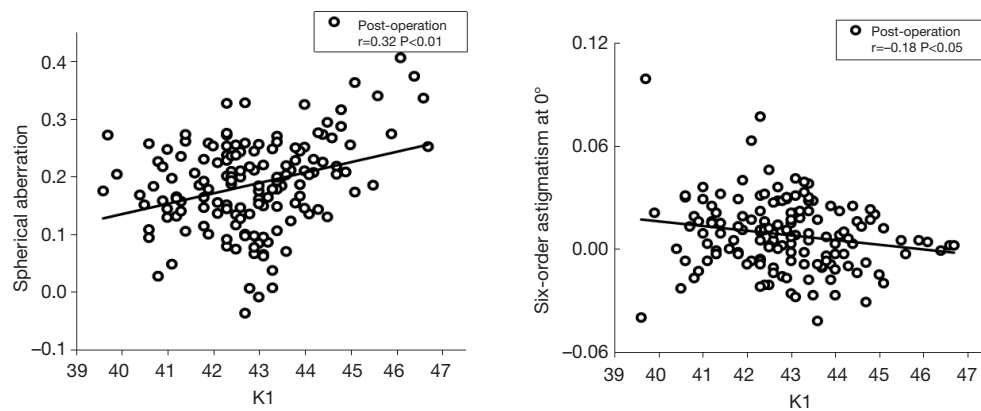 Post-operation
r=0.32 P<0.01
Spherical aberration
0.4
0.3
0.2
0.1
0.0
−0.1
39 40 41 42 43 44 45 46 47
K1
Post-operation
r=−0.18 P<0.05
Six-order astigmatism at 0°
0.12
0.06
0.00
−0.06
39 40 41 42 43 44 45 46 47
K1